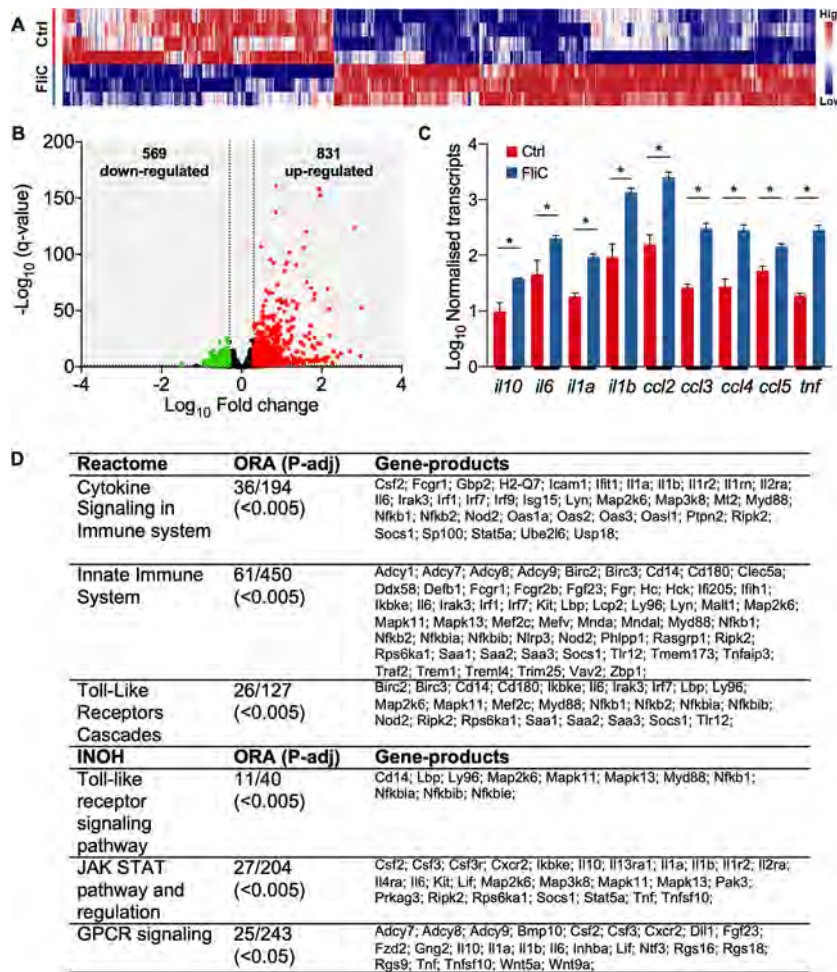 A
Ctrl
FliC
High
Low
B
200
150
100
50
0
-Log10 (q-value)
569
down-regulated
831
up-regulated
-4
-2
0
2
4
Log10 Fold change
C
Ctrl
FliC
4
3
2
1
0
Log10 Normalised transcripts
* * * * * * * * *
il10 il6 il1a il1b ccl2 ccl3 ccl4 ccl5 tnf
D
Reactome ORA (P-adj) Gene-products
Cytokine 36/194 Csf2; Fcgr1; Gbp2; H2-Q7; Icam1; Ifit1; Il1a; Il1b; Il1r2; Il1rn; Il2ra;
Signaling in (<0.005) Il6; Irak3; Irf1; Irf7; Irf9; Isg15; Lyn; Map2k6; Map3k8; Mt2; Myd88;
Immune system Nfkb1; Nfkb2; Nod2; Oas1a; Oas2; Oas3; Oasl1; Ptpn2; Ripk2;
Socs1; Sp100; Stat5a; Ube2l6; Usp18;
Innate Immune 61/450 Adcy1; Adcy7; Adcy8; Adcy9; Birc2; Birc3; Cd14; Cd180; Clec5a;
System (<0.005) Ddx58; Defb1; Fcgr1; Fcgr2b; Fgf23; Fgr; Hc; Hck; Ifi205; Ifih1;
Ikbke; Il6; Irak3; Irf1; Irf7; Kit; Lbp; Lcp2; Ly96; Lyn; Malt1; Map2k6;
Mapk11; Mapk13; Mef2c; Mefv; Mnda; Mndal; Myd88; Nfkb1;
Nfkb2; Nfkbia; Nfkbib; Nlrp3; Nod2; Phlpp1; Rasgrp1; Ripk2;
Rps6ka1; Saa1; Saa2; Saa3; Socs1; Tlr12; Tmem173; Tnfaip3;
Traf2; Trem1; Treml4; Trim25; Vav2; Zbp1;
Toll-Like 26/127 Birc2; Birc3; Cd14; Cd180; Ikbke; Il6; Irak3; Irf7; Lbp; Ly96;
Receptors (<0.005) Map2k6; Mapk11; Mef2c; Myd88; Nfkb1; Nfkb2; Nfkbia; Nfkbib;
Cascades Nod2; Ripk2; Rps6ka1; Saa1; Saa2; Saa3; Socs1; Tlr12;
INOH ORA (P-adj) Gene-products
Toll-like 11/40 Cd14; Lbp; Ly96; Map2k6; Mapk11; Mapk13; Myd88; Nfkb1;
receptor (<0.005) Nfkbia; Nfkbib; Nfkbie;
signaling
pathway
JAK STAT 27/204 Csf2; Csf3; Csf3r; Cxcr2; Ikbke; Il10; Il13ra1; Il1a; Il1b; Il1r2; Il2ra;
pathway and (<0.005) Il4ra; Il6; Kit; Lif; Map2k6; Map3k8; Mapk11; Mapk13; Pak3;
regulation Prkag3; Ripk2; Rps6ka1; Socs1; Stat5a; Tnf; Tnfsf10;
GPCR signaling 25/243 Adcy7; Adcy8; Adcy9; Bmp10; Csf2; Csf3; Cxcr2; Dll1; Fgf23;
(<0.05) Fzd2; Gng2; Il10; Il1a; Il1b; Il6; Inhba; Lif; Ntf3; Rgs16; Rgs18;
Rgs9; Tnf; Tnfsf10; Wnt5a; Wnt9a;